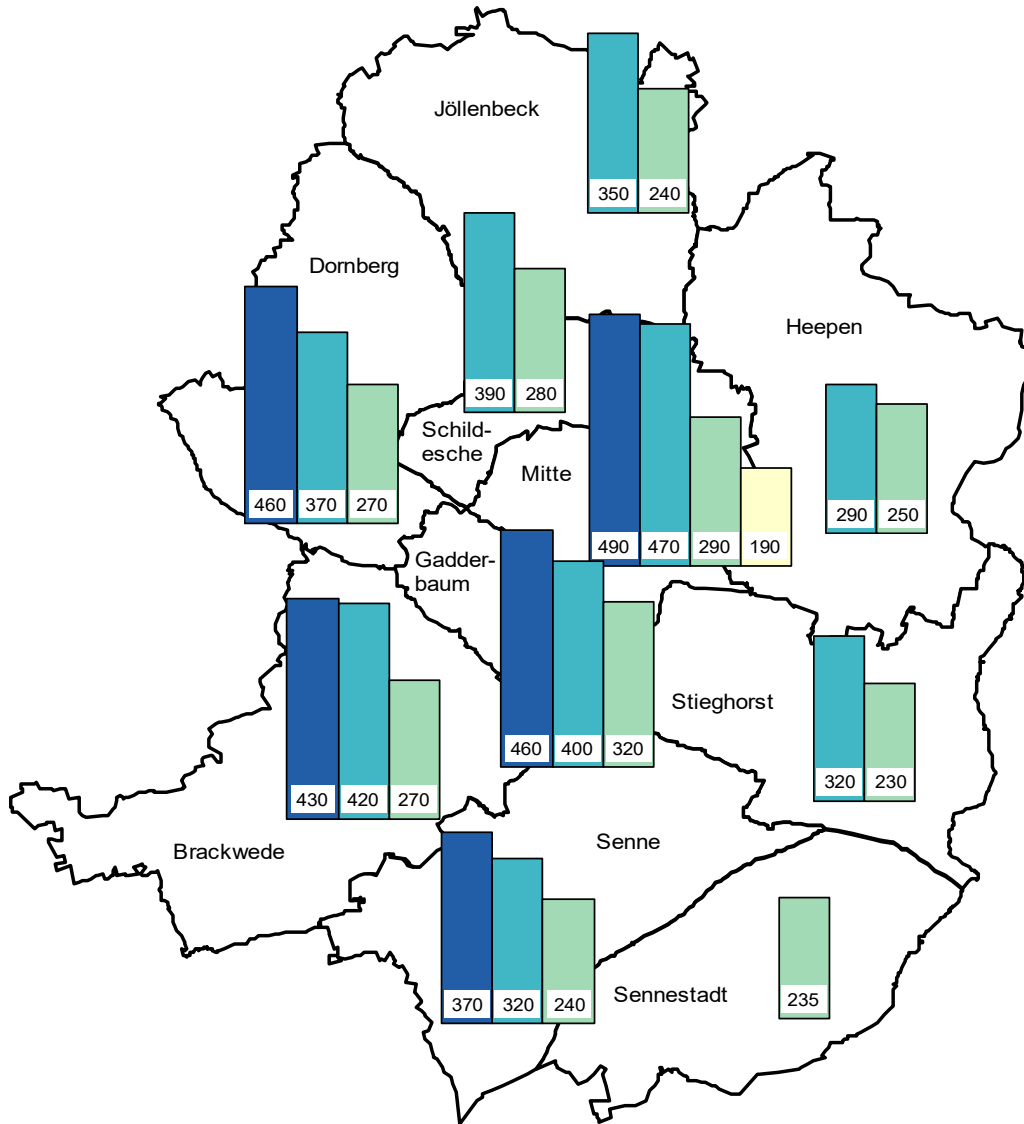 Jöllenbeck
350 240
Dornberg
390 280
Heepen
460 370 270
Schild-
esche
Mitte
290 250
490 470 290 190
Gadder-
baum
Stieghorst
460 400 320
320 230
430 420 270
Senne
Brackwede
370 320 240
Sennestadt
235